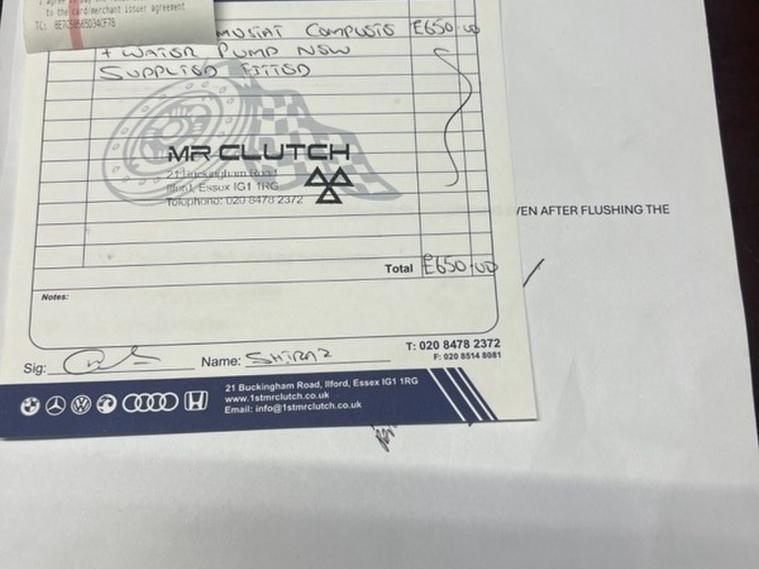 to the card/merchant issuer agreement
TC:
MOSTAT COMPLETE £650.00
+ WATER PUMP NEW
SUPPLIED FITTED
MR CLUTCH
21 Buckingham Road
Ilford, Essex IG1 1RG
Telephone: 020 8478 2372
VEN AFTER FLUSHING THE
Total £650.00
Notes:
T: 020 8478 2372
F: 020 8514 8081
Sig: Name: SHIRAZ
21 Buckingham Road, Ilford, Essex IG1 1RG
www.1stmrclutch.co.uk
Email: info@1stmrclutch.co.uk